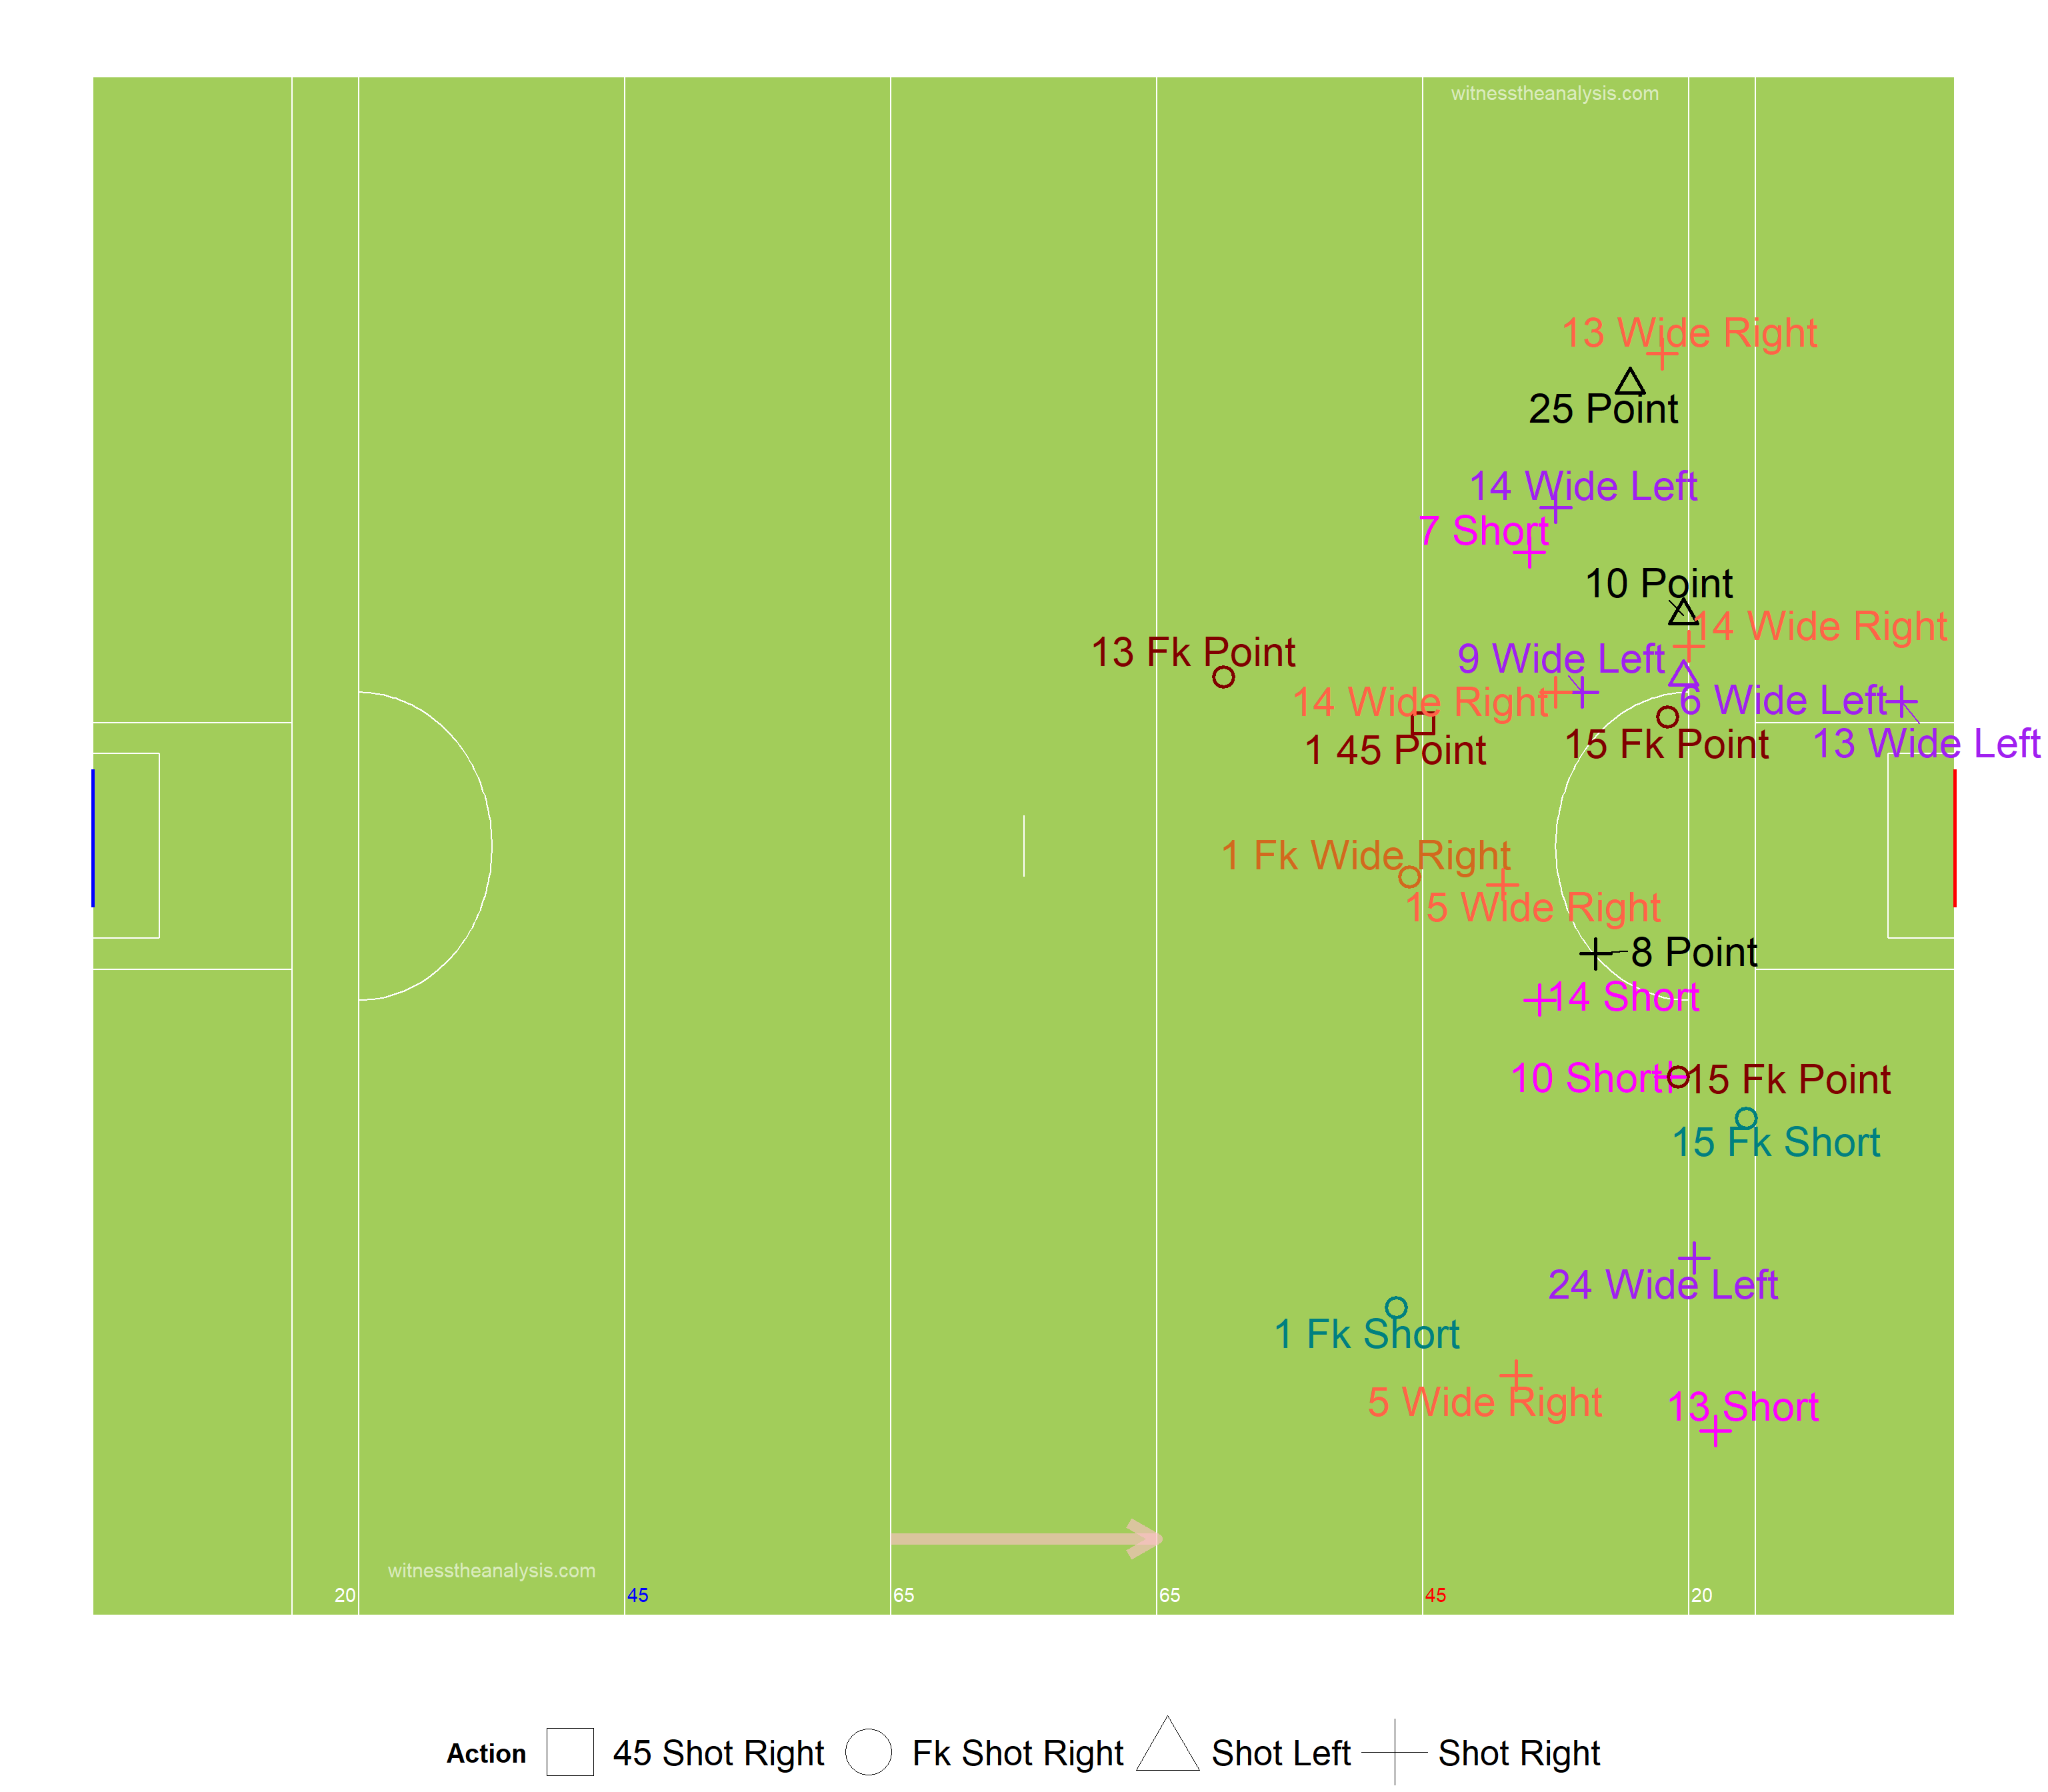 witnesstheanalysis.com
13 Wide Right
25 Point
14 Wide Left
7 Short
10 Point
14 Wide Right
13 Fk Point
9 Wide Left
14 Wide Right
6 Wide Left
1 45 Point
15 Fk Point
13 Wide Left
1 Fk Wide Right
15 Wide Right
8 Point
14 Short
10 Short
15 Fk Point
15 Fk Short
24 Wide Left
1 Fk Short
5 Wide Right
13 Short
witnesstheanalysis.com
20 45 65 65 45 20
Action 45 Shot Right Fk Shot Right Shot Left Shot Right